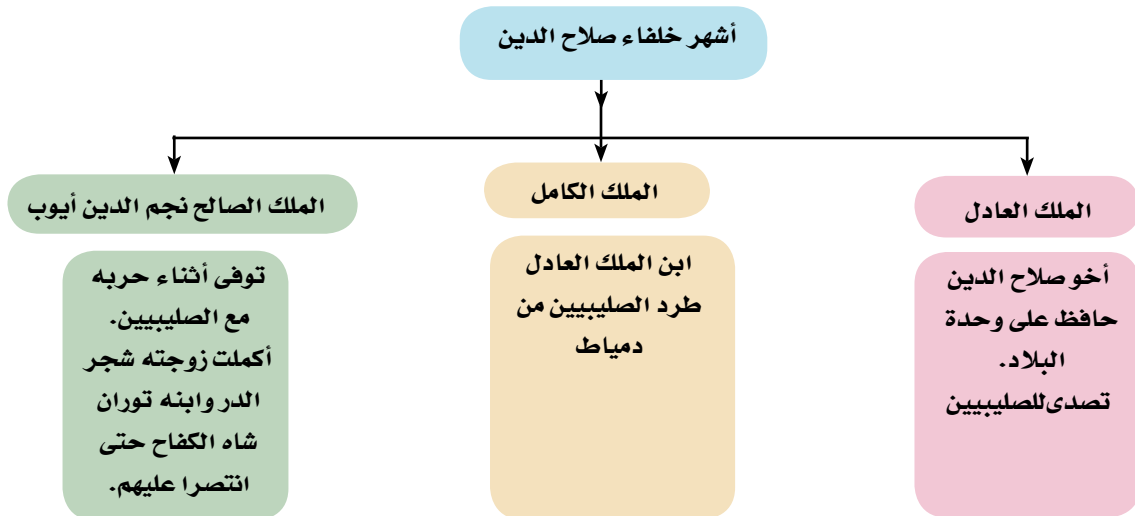 أشهر خلفاء صلاح الدين
الملك العادل
أخو صلاح الدين
حافظ على وحدة
البلاد.
تصدى للصليبيين
الملك الكامل
ابن الملك العادل
طرد الصليبيين من
دمياط
الملك الصالح نجم الدين أيوب
توفى أثناء حربه
مع الصليبيين.
أكملت زوجته شجر
الدر وابنه توران
شاه الكفاح حتى
انتصرا عليهم.